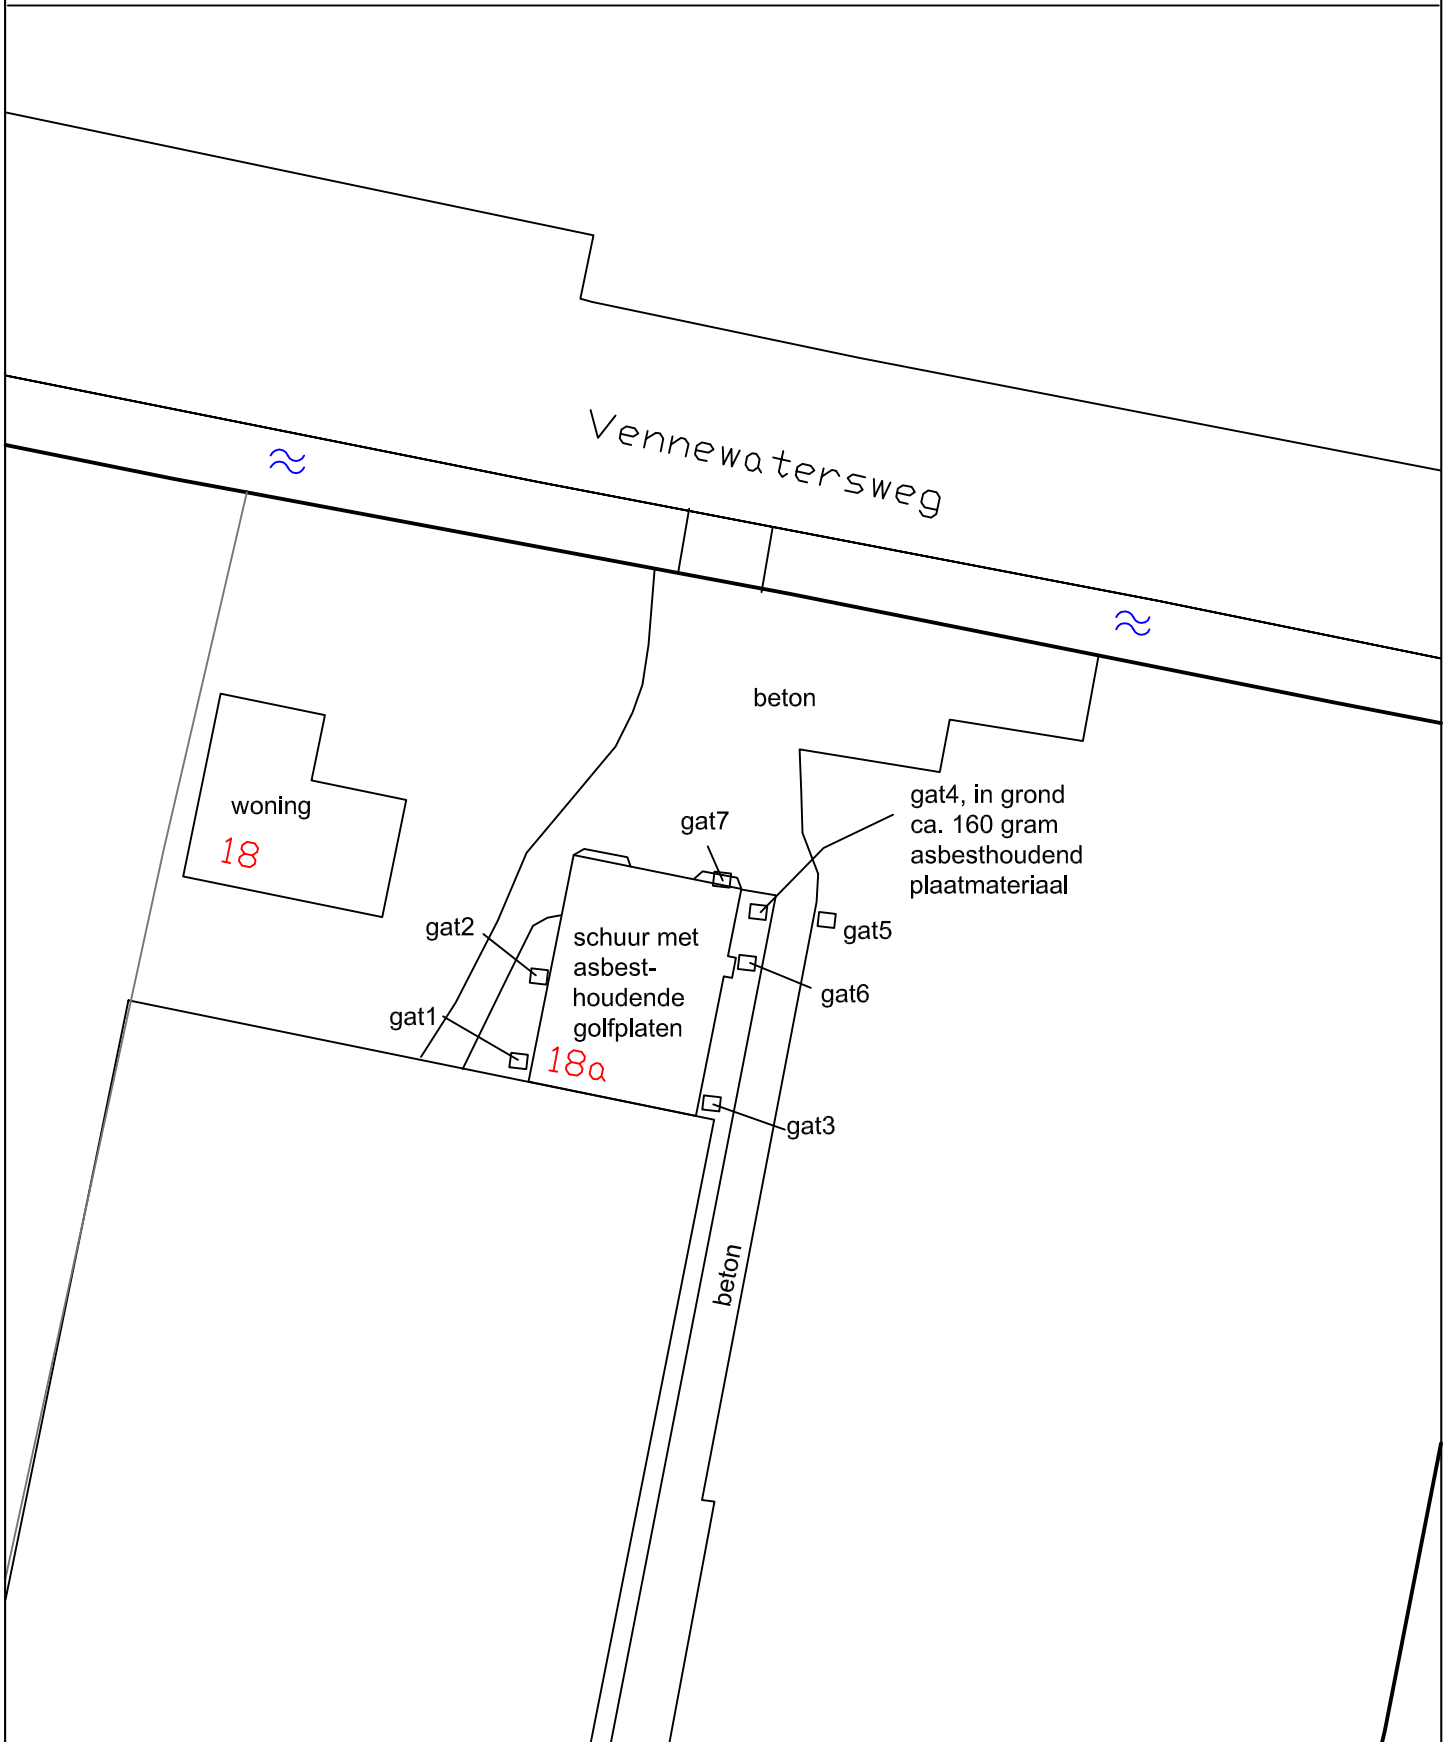 Vennewatersweg
beton
woning
18
gat7
gat4, in grond
ca. 160 gram
asbesthoudend
plaatmateriaal
gat2
schuur met
asbest-
houdende
golfplaten
18a
gat5
gat6
gat1
gat3
beton